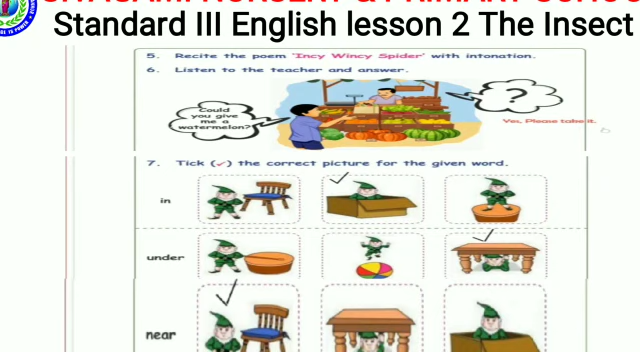 Standard III English lesson 2 The Insect
5. Recite the poem 'Incy Wincy Spider' with intonation.
6. Listen to the teacher and answer.
Could
you give
me a
watermelon?
?
Yes, Please take it.
7. Tick (✓) the correct picture for the given word.
in
under
near